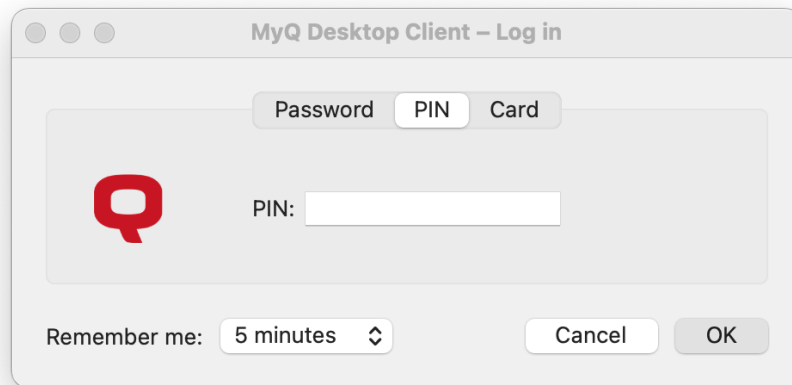 MyQ Desktop Client – Log in
Password PIN Card
PIN:
Remember me: 5 minutes Cancel OK